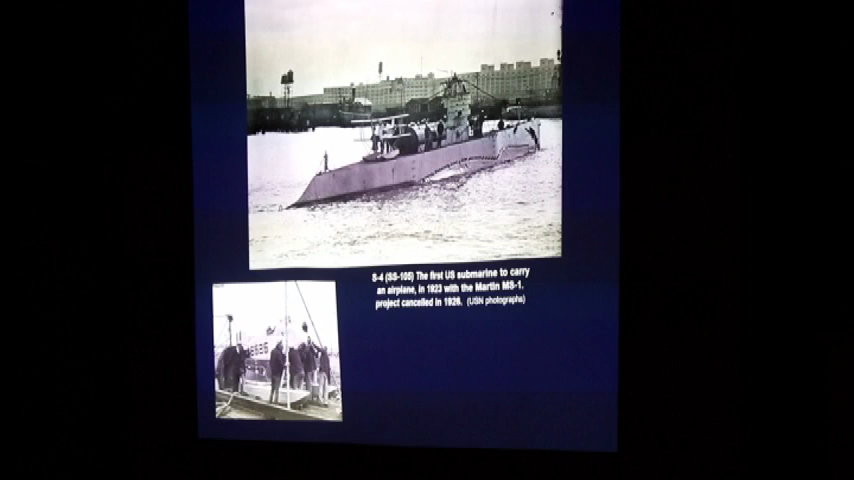 S-4 (SS-105) The first US submarine to carry
an airplane, in 1923 with the Martin MS-1.
project cancelled in 1926. (USN photographs)